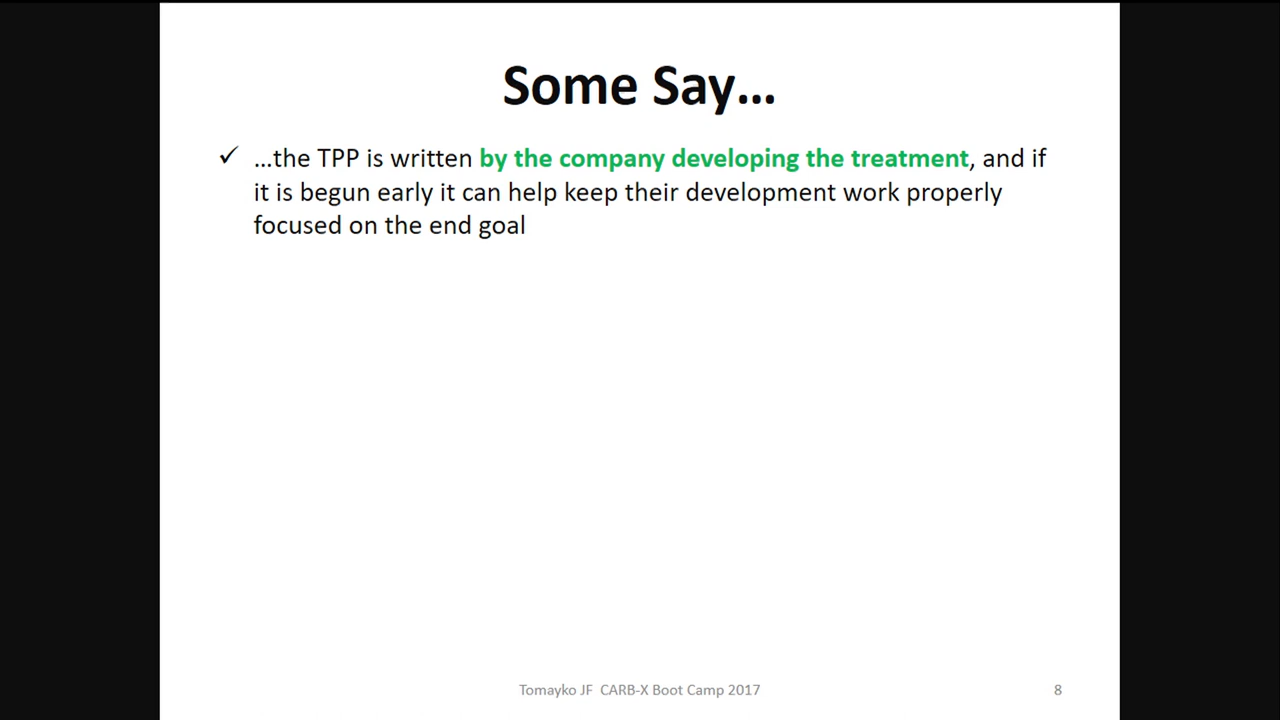 Some Say…
✓ …the TPP is written by the company developing the treatment, and if
it is begun early it can help keep their development work properly
focused on the end goal
Tomayko JF  CARB-X Boot Camp 2017
8